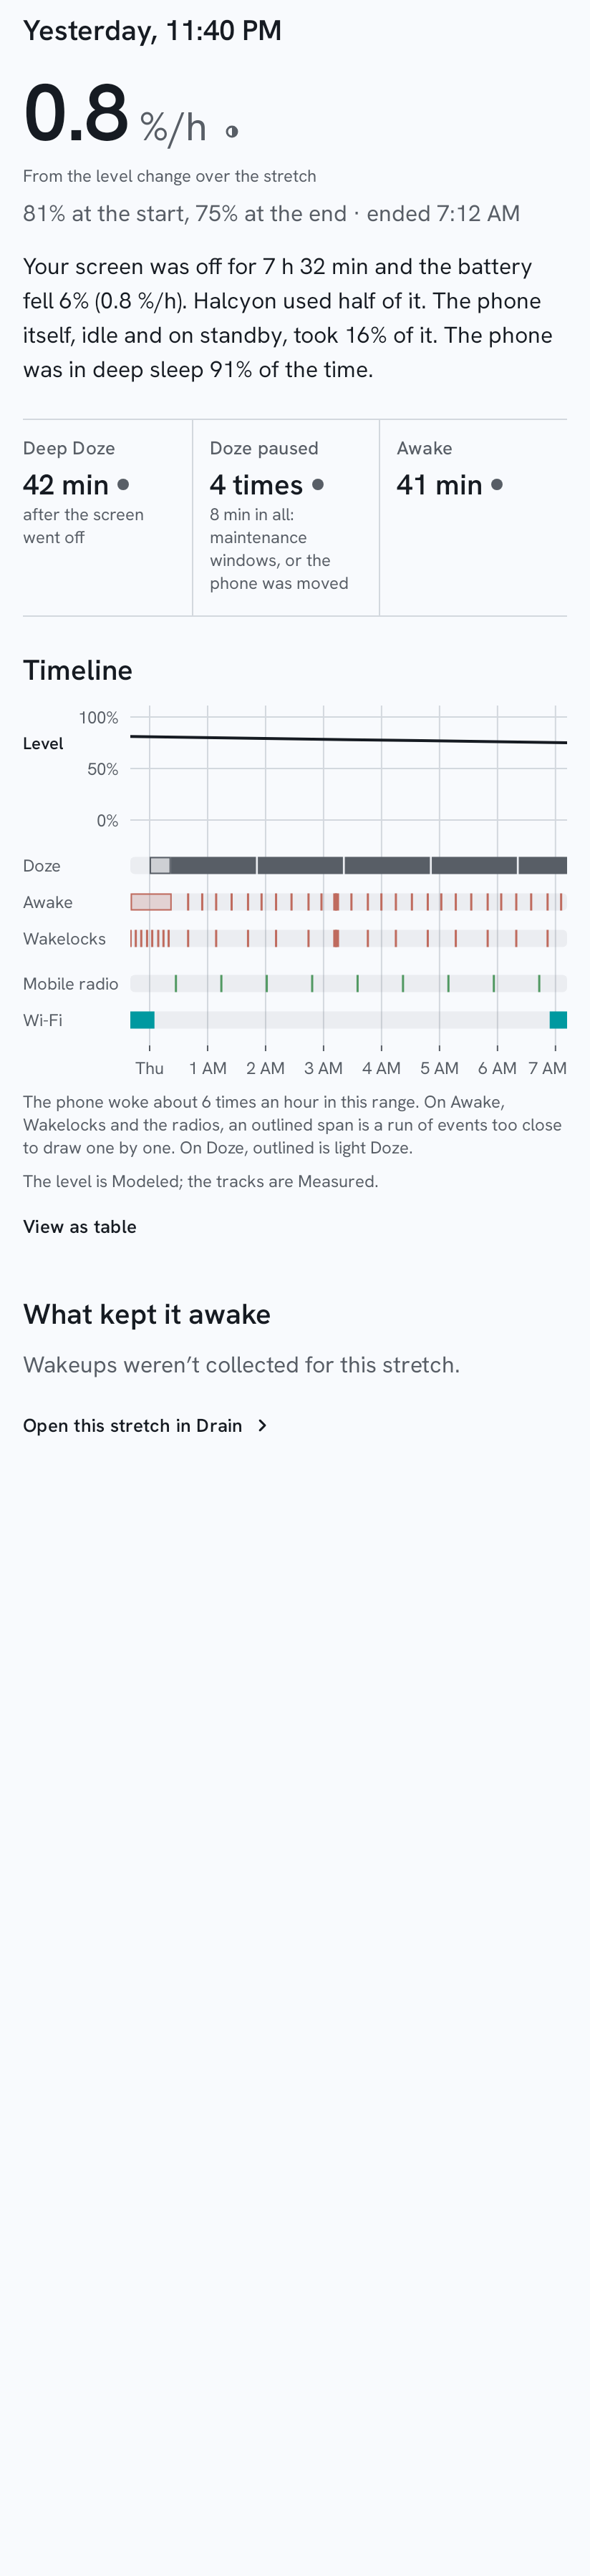 Yesterday, 11:40 PM
0.8 %/h
From the level change over the stretch
81% at the start, 75% at the end · ended 7:12 AM
Your screen was off for 7 h 32 min and the battery
fell 6% (0.8 %/h). Halcyon used half of it. The phone
itself, idle and on standby, took 16% of it. The phone
was in deep sleep 91% of the time.
Deep Doze
42 min
after the screen
went off
Doze paused
4 times
8 min in all:
maintenance
windows, or the
phone was moved
Awake
41 min
Timeline
100%
Level
50%
0%
Doze
Awake
Wakelocks
Mobile radio
Wi-Fi
Thu 1 AM 2 AM 3 AM 4 AM 5 AM 6 AM 7 AM
The phone woke about 6 times an hour in this range. On Awake,
Wakelocks and the radios, an outlined span is a run of events too close
to draw one by one. On Doze, outlined is light Doze.
The level is Modeled; the tracks are Measured.
View as table
What kept it awake
Wakeups weren’t collected for this stretch.
Open this stretch in Drain